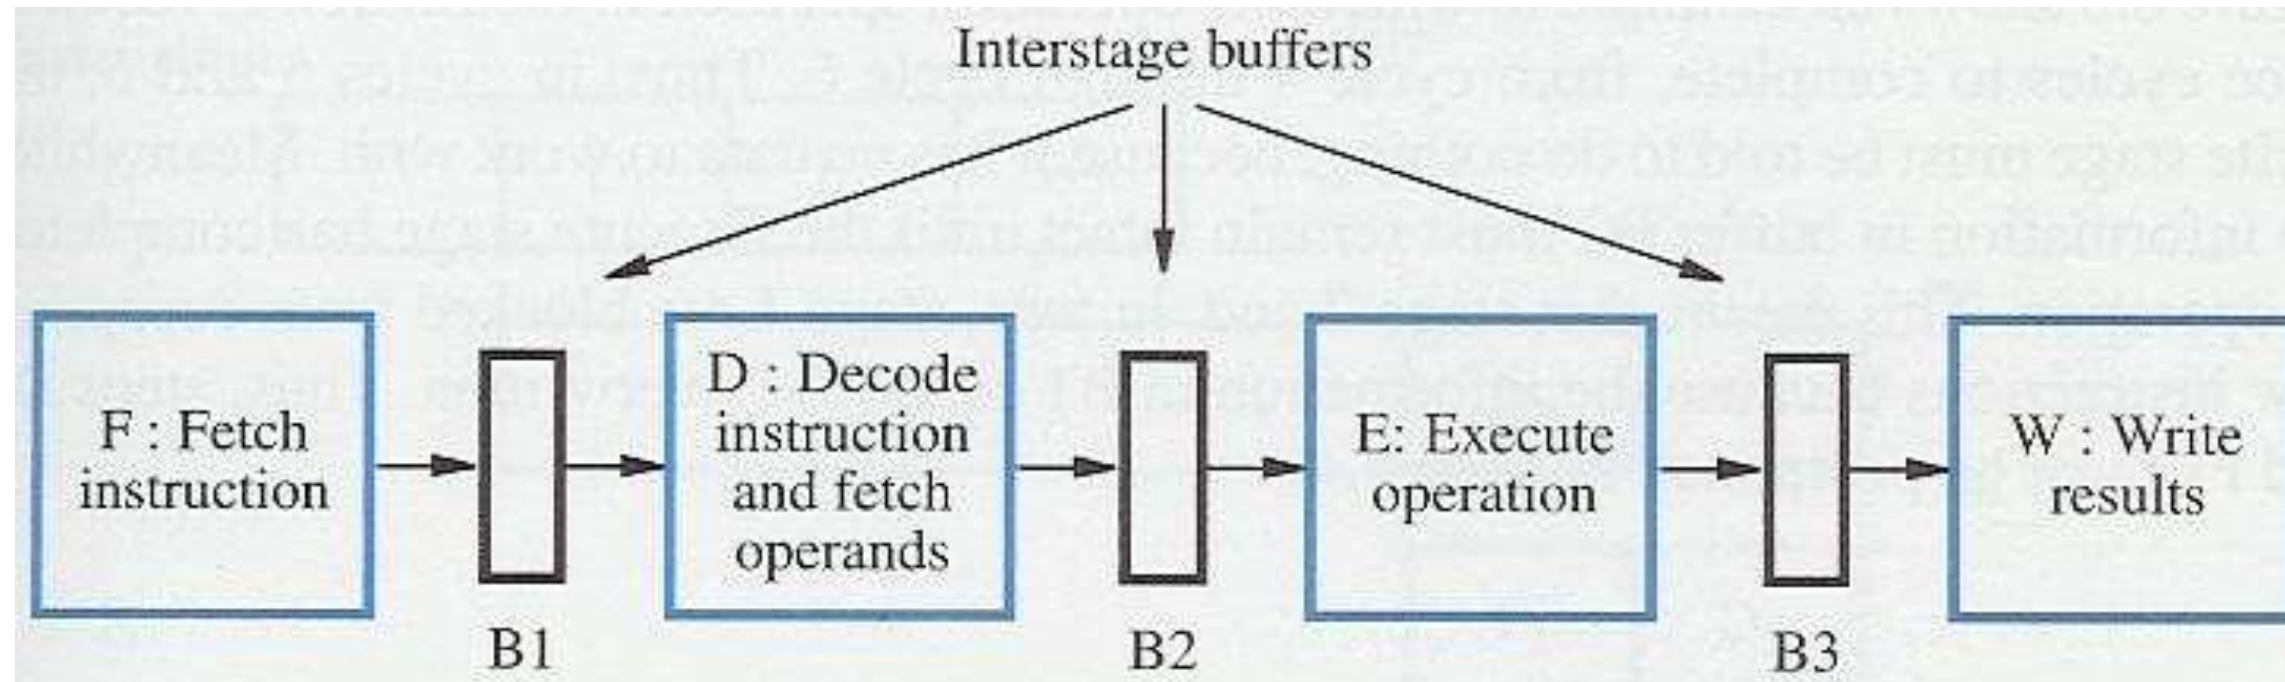 Interstage buffers
F : Fetch
instruction
D : Decode
instruction
and fetch
operands
E: Execute
operation
W : Write
results
B1
B2
B3